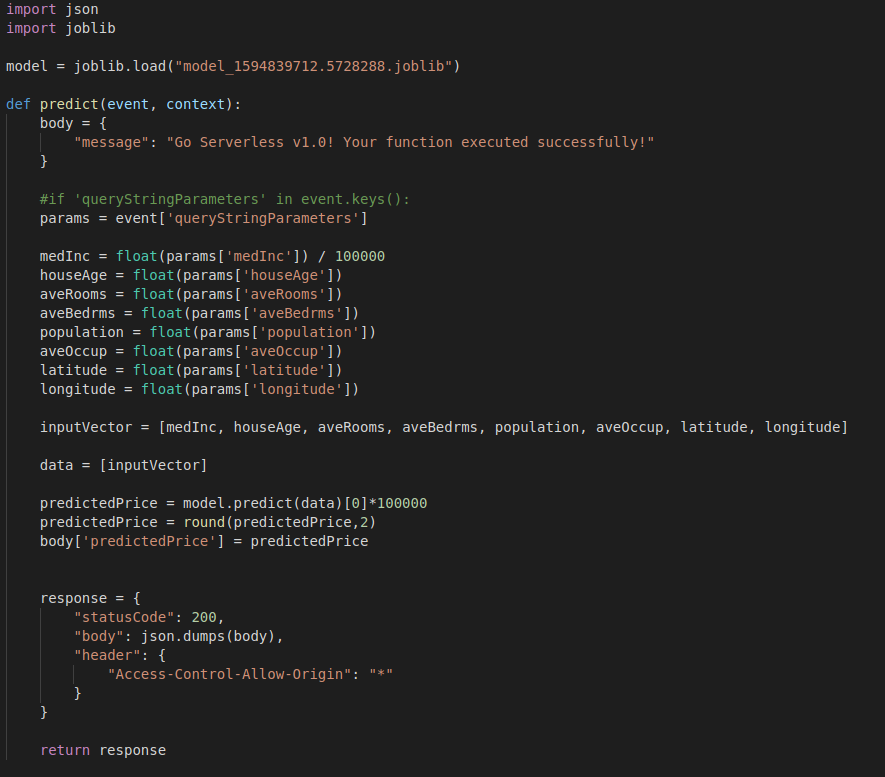 import json
import joblib
model = joblib.load("model_1594839712.5728288.joblib")
def predict(event, context):
body = {
"message": "Go Serverless v1.0! Your function executed successfully!"
}
#if 'queryStringParameters' in event.keys():
params = event['queryStringParameters']
medInc = float(params['medInc']) / 100000
houseAge = float(params['houseAge'])
aveRooms = float(params['aveRooms'])
aveBedrms = float(params['aveBedrms'])
population = float(params['population'])
aveOccup = float(params['aveOccup'])
latitude = float(params['latitude'])
longitude = float(params['longitude'])
inputVector = [medInc, houseAge, aveRooms, aveBedrms, population, aveOccup, latitude, longitude]
data = [inputVector]
predictedPrice = model.predict(data)[0]*100000
predictedPrice = round(predictedPrice,2)
body['predictedPrice'] = predictedPrice
response = {
"statusCode": 200,
"body": json.dumps(body),
"header": {
"Access-Control-Allow-Origin": "*"
}
}
return response